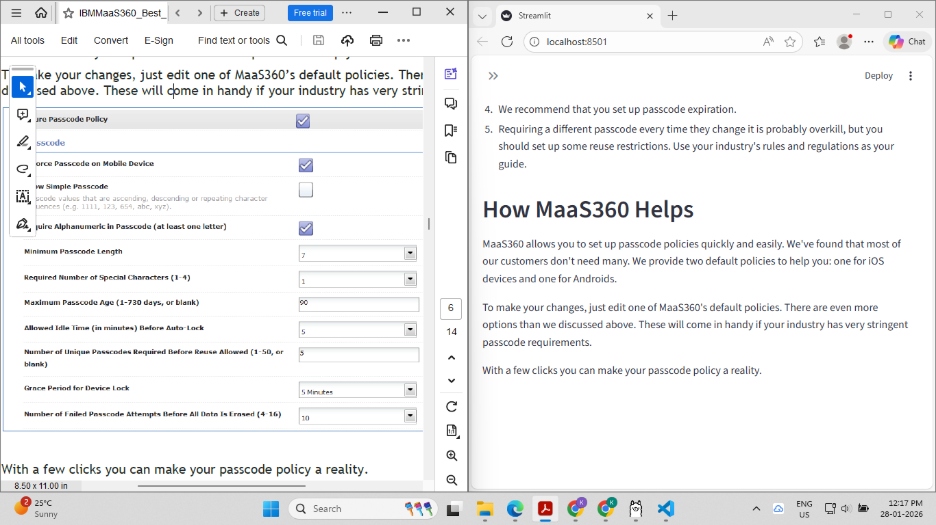 IBMMaaS360_Best_
Create
Free trial
All tools
Edit
Convert
E-Sign
Find text or tools
make your changes, just edit one of MaaS360's default policies. Ther
sed above. These will come in handy if your industry has very strin
ure Passcode Policy
sscode
orce Passcode on Mobile Device
ow Simple Passcode
scode values that are ascending, descending or repeating character
uences (e.g. 1111, 123, 654, abc, xyz).
quire Alphanumeric in Passcode (at least one letter)
Minimum Passcode Length
7
Required Number of Special Characters (1-4)
1
Maximum Passcode Age (1-730 days, or blank)
90
Allowed Idle Time (in minutes) Before Auto-Lock
5
Number of Unique Passcodes Required Before Reuse Allowed (1-50, or
blank)
5
Grace Period for Device Lock
5 Minutes
Number of Failed Passcode Attempts Before All Data Is Erased (4-16)
10
With a few clicks you can make your passcode policy a reality.
8.50 x 11.00 in
6
14
Streamlit
localhost:8501
Chat
Deploy
4. We recommend that you set up passcode expiration.
5. Requiring a different passcode every time they change it is probably overkill, but you
should set up some reuse restrictions. Use your industry's rules and regulations as your
guide.
How MaaS360 Helps
MaaS360 allows you to set up passcode policies quickly and easily. We've found that most of
our customers don't need many. We provide two default policies to help you: one for iOS
devices and one for Androids.
To make your changes, just edit one of MaaS360's default policies. There are even more
options than we discussed above. These will come in handy if your industry has very stringent
passcode requirements.
With a few clicks you can make your passcode policy a reality.
2
25°C
Sunny
Search
ENG
US
12:17 PM
28-01-2026